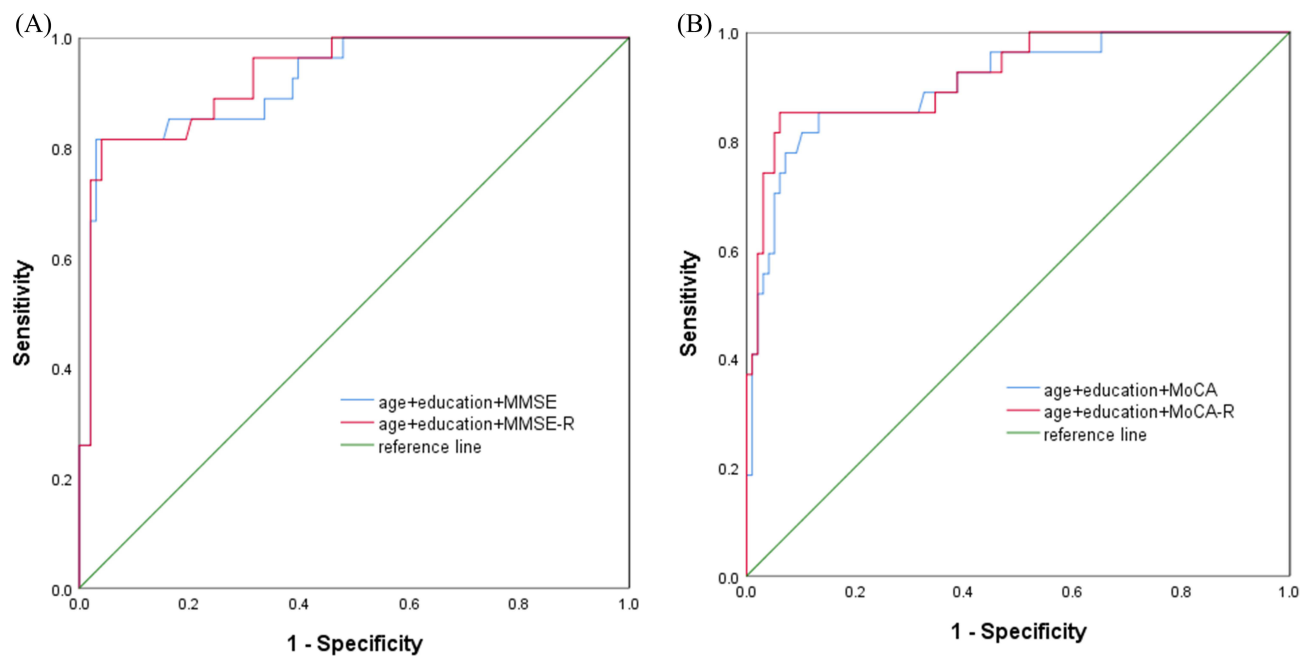 (A)
1.0
0.8
0.6
0.4
0.2
0.0
Sensitivity
0.0 0.2 0.4 0.6 0.8 1.0
1 - Specificity
age+education+MMSE
age+education+MMSE-R
reference line
(B)
1.0
0.8
0.6
0.4
0.2
0.0
Sensitivity
0.0 0.2 0.4 0.6 0.8 1.0
1 - Specificity
age+education+MoCA
age+education+MoCA-R
reference line